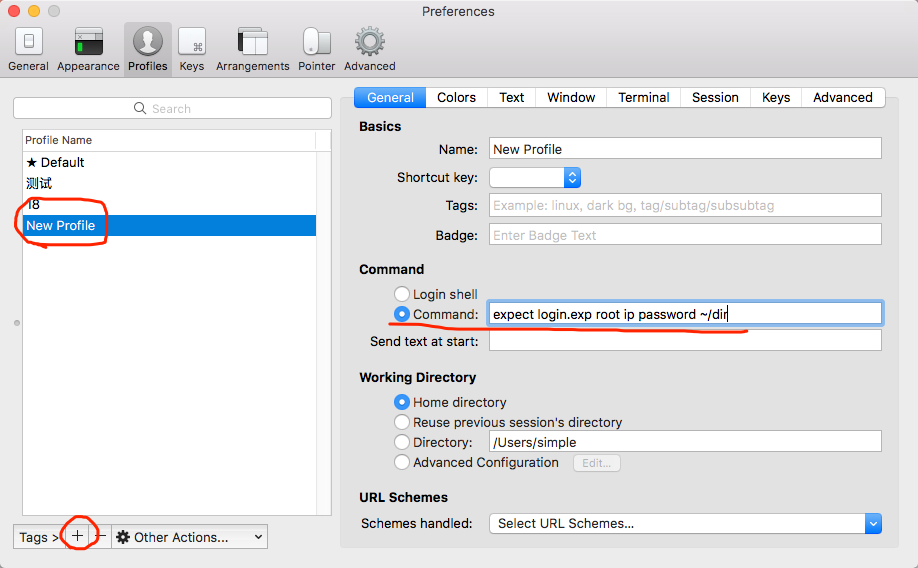 Preferences
General Appearance Profiles Keys Arrangements Pointer Advanced
Search
Profile Name
★ Default
测试
18
New Profile
Tags > + − Other Actions...
General Colors Text Window Terminal Session Keys Advanced
Basics
Name: New Profile
Shortcut key:
Tags: Example: linux, dark bg, tag/subtag/subsubtag
Badge: Enter Badge Text
Command
Login shell
Command: expect login.exp root ip password ~/dir
Send text at start:
Working Directory
Home directory
Reuse previous session's directory
Directory: /Users/simple
Advanced Configuration Edit...
URL Schemes
Schemes handled: Select URL Schemes...